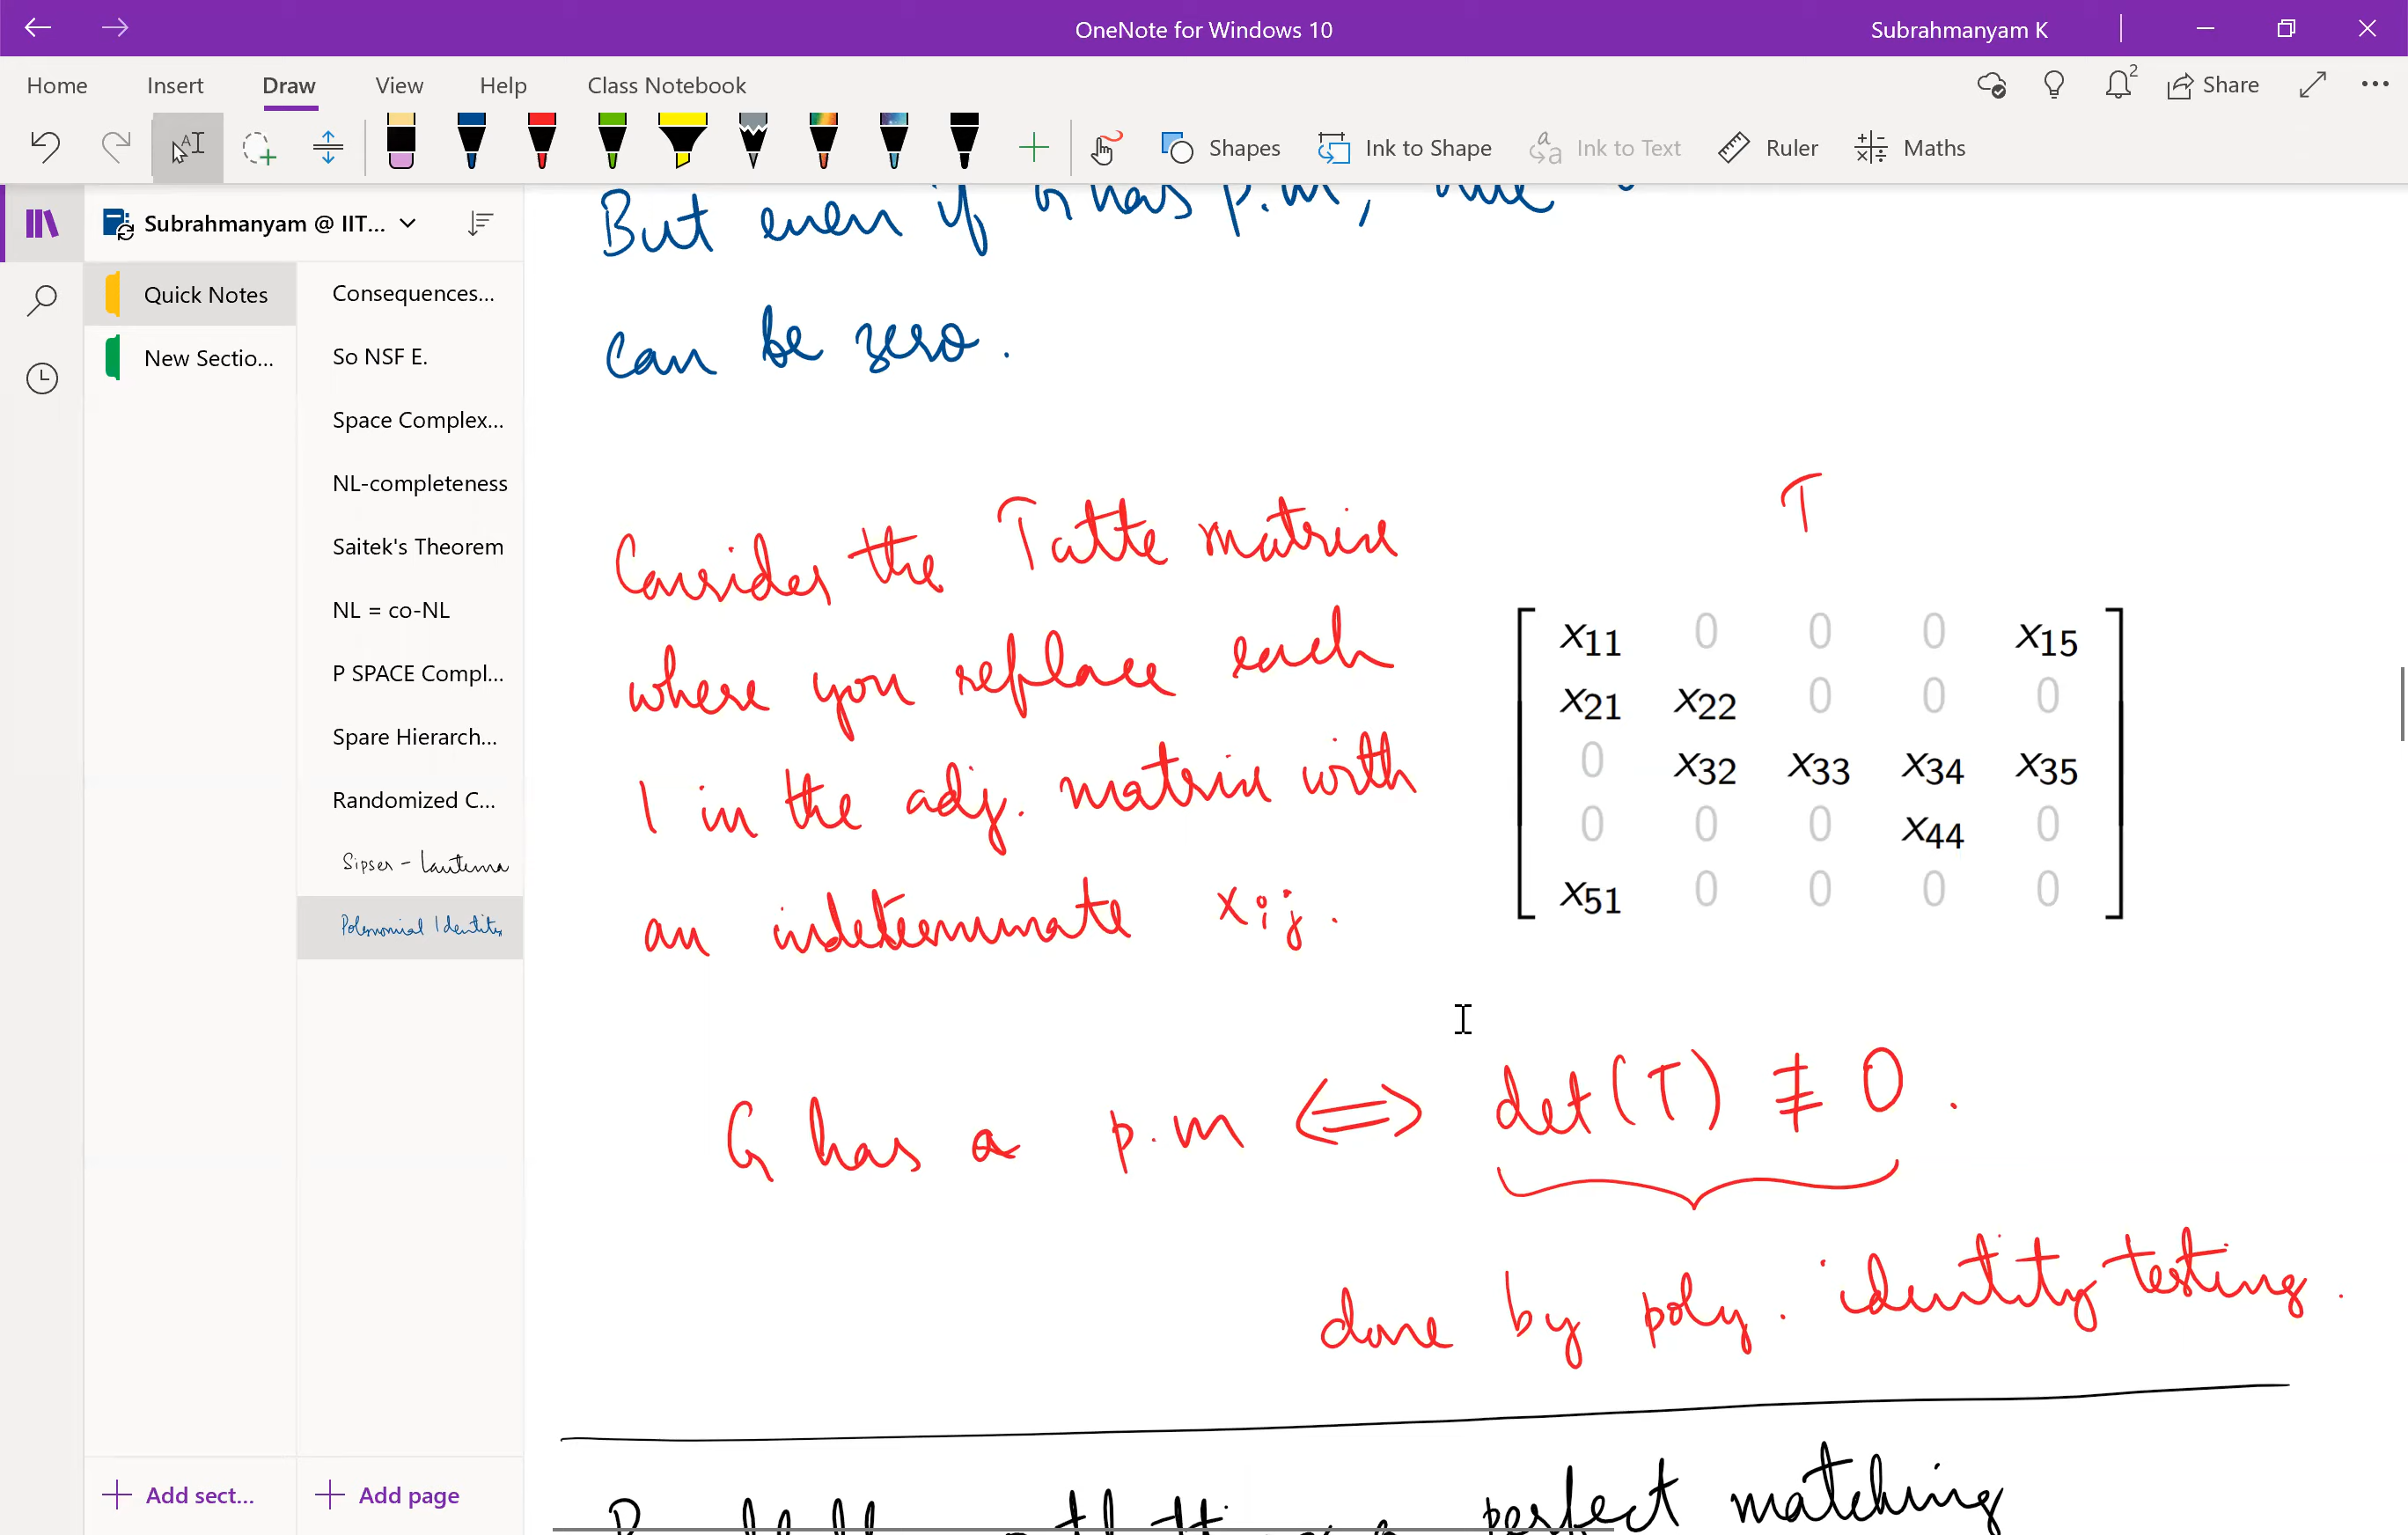 OneNote for Windows 10
Subrahmanyam K
Home Insert Draw View Help Class Notebook
2 Share
Shapes Ink to Shape Ink to Text Ruler Maths
Subrahmanyam @ IIT...
Quick Notes
New Sectio...
Consequences...
So NSF E.
Space Complex...
NL-completeness
Saitek's Theorem
NL = co-NL
P SPACE Compl...
Spare Hierarch...
Randomized C...
Sipser - Lautema
Polynomial Identity
Add sect...
Add page
But even if G has p.m,
can be zero.
Consider the Tutte matrix
where you replace each
1 in the adj. matrix with
an indeterminate xij.
T
x11 0 0 0 x15
x21 x22 0 0 0
0 x32 x33 x34 x35
0 0 0 x44 0
x51 0 0 0 0
G has a p.m ⟺ det(T) ≢ 0.
done by poly. identity testing.
perfect matching